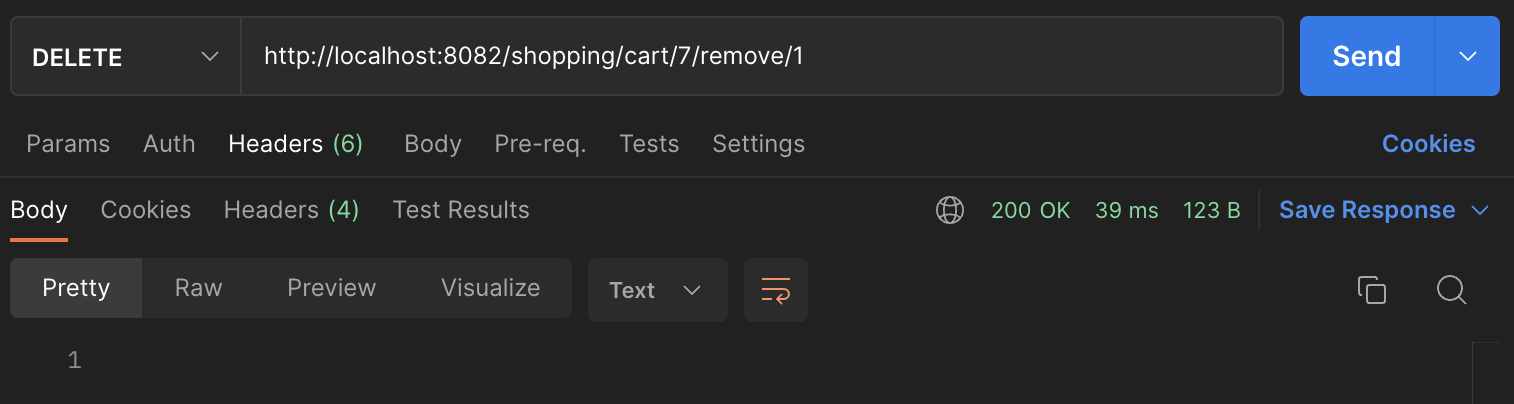 DELETE http://localhost:8082/shopping/cart/7/remove/1 Send
Params Auth Headers (6) Body Pre-req. Tests Settings Cookies
Body Cookies Headers (4) Test Results 200 OK 39 ms 123 B Save Response
Pretty Raw Preview Visualize Text
1